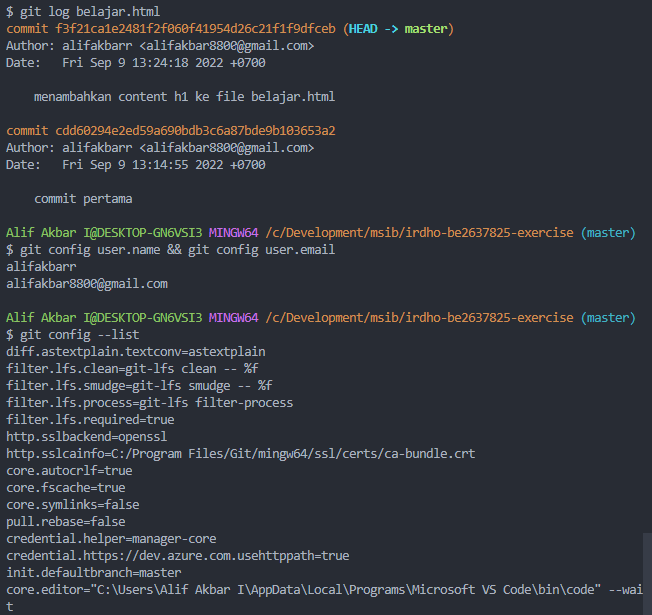 $ git log belajar.html
commit f3f21ca1e2481f2f060f41954d26c21f1f9dfceb (HEAD -> master)
Author: alifakbarr <alifakbar8800@gmail.com>
Date:   Fri Sep 9 13:24:18 2022 +0700
    menambahkan content h1 ke file belajar.html
commit cdd60294e2ed59a690bdb3c6a87bde9b103653a2
Author: alifakbarr <alifakbar8800@gmail.com>
Date:   Fri Sep 9 13:14:55 2022 +0700
    commit pertama
Alif Akbar I@DESKTOP-GN6VSI3 MINGW64 /c/Development/msib/irdho-be2637825-exercise (master)
$ git config user.name && git config user.email
alifakbarr
alifakbar8800@gmail.com
Alif Akbar I@DESKTOP-GN6VSI3 MINGW64 /c/Development/msib/irdho-be2637825-exercise (master)
$ git config --list
diff.astextplain.textconv=astextplain
filter.lfs.clean=git-lfs clean -- %f
filter.lfs.smudge=git-lfs smudge -- %f
filter.lfs.process=git-lfs filter-process
filter.lfs.required=true
http.sslbackend=openssl
http.sslcainfo=C:/Program Files/Git/mingw64/ssl/certs/ca-bundle.crt
core.autocrlf=true
core.fscache=true
core.symlinks=false
pull.rebase=false
credential.helper=manager-core
credential.https://dev.azure.com.usehttppath=true
init.defaultbranch=master
core.editor="C:\Users\Alif Akbar I\AppData\Local\Programs\Microsoft VS Code\bin\code" --wai
t